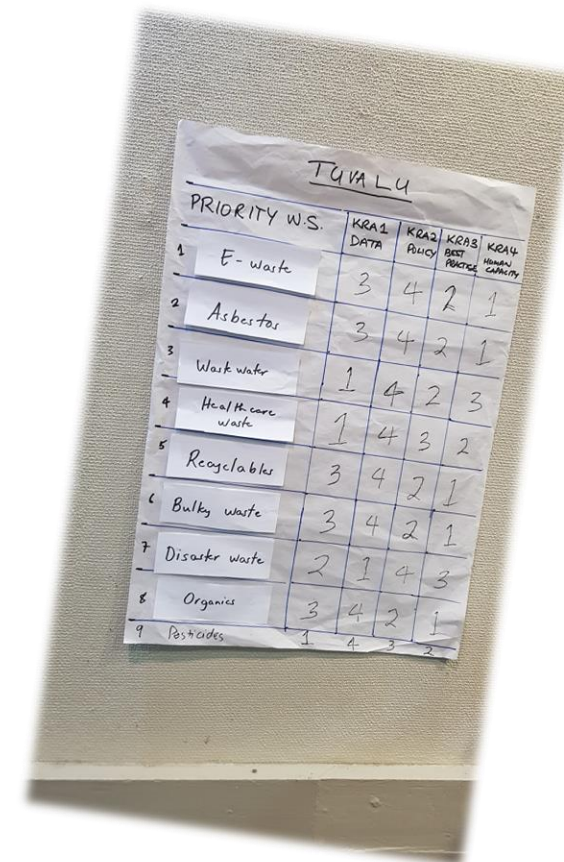 TUVALU
PRIORITY W.S. KRA1 DATA KRA2 POLICY KRA3 BEST PRACTICE KRA4 HUMAN CAPACITY
1 E-waste 3 4 2 1
2 Asbestos 3 4 2 1
3 Waste water 1 4 2 3
4 Healthcare waste 1 4 3 2
5 Recyclables 3 4 2 1
6 Bulky waste 3 4 2 1
7 Disaster waste 2 1 4 3
8 Organics 3 4 2 1
9 Pesticides 1 4 3 2